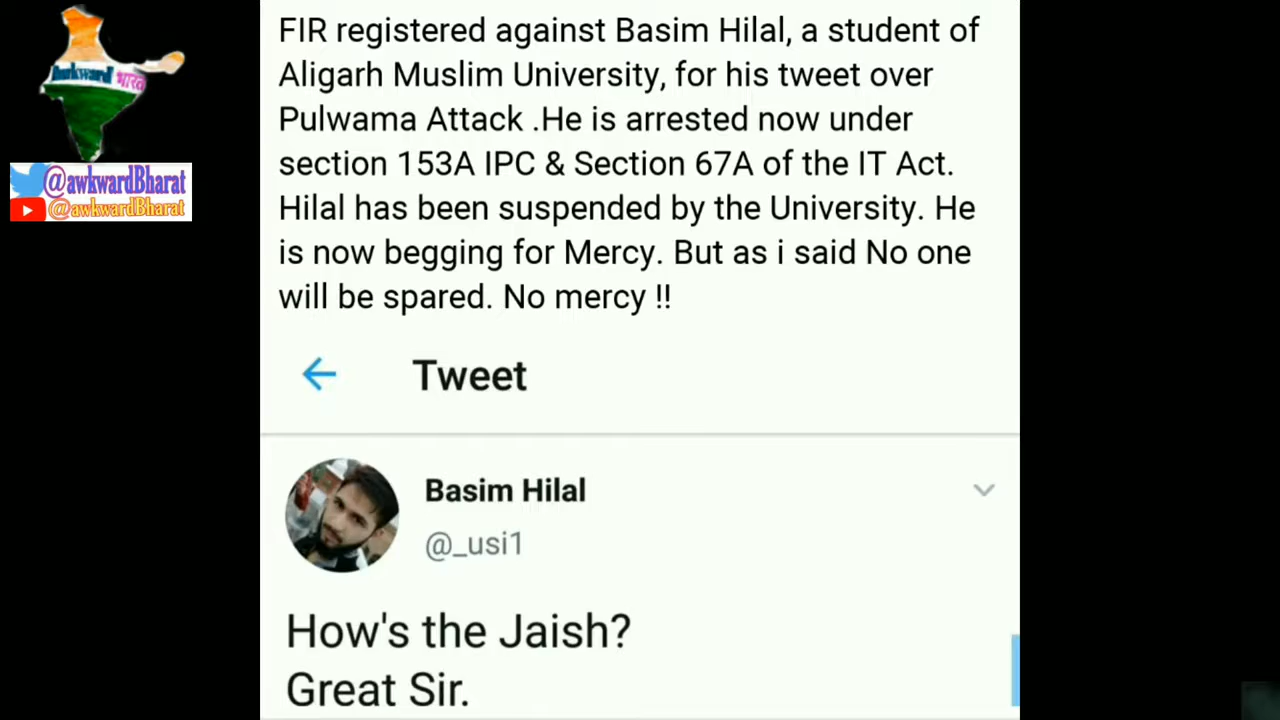 FIR registered against Basim Hilal, a student of
Aligarh Muslim University, for his tweet over
Pulwama Attack .He is arrested now under
section 153A IPC & Section 67A of the IT Act.
Hilal has been suspended by the University. He
is now begging for Mercy. But as i said No one
will be spared. No mercy !!
Awkward भारत
@awkwardBharat
@awkwardBharat
Tweet
Basim Hilal
@_usi1
How's the Jaish?
Great Sir.